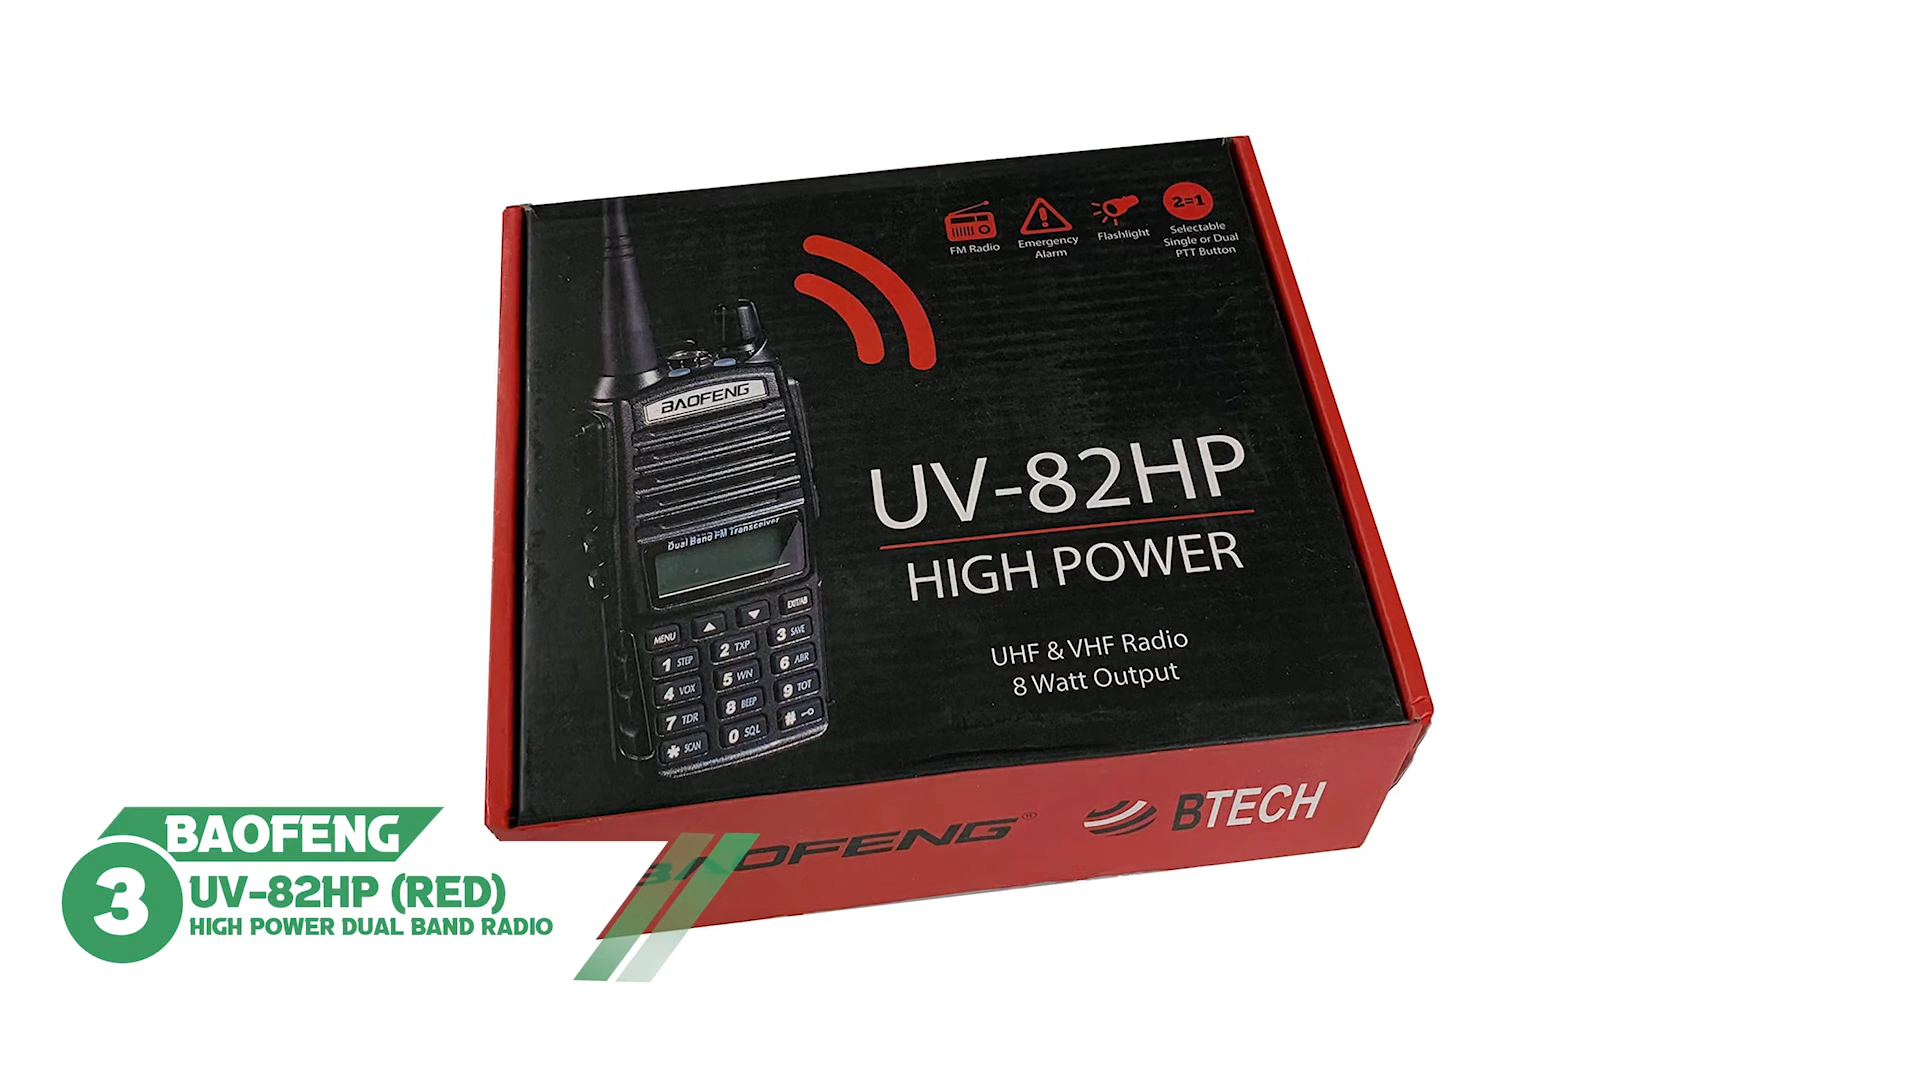 FM Radio
Emergency
Alarm
Flashlight
2=1
Selectable
Single or Dual
PTT Button
BAOFENG
Dual Band FM Transceiver
UV-82HP
HIGH POWER
UHF & VHF Radio
8 Watt Output
MENU ▲ ▼ EXIT/AB
1 STEP 2 TXP 3 SAVE
4 VOX 5 WN 6 ABR
7 TDR 8 BEEP 9 TOT
* SCAN 0 SQL #
BAOFENG® BTECH
BAOFENG
3
UV-82HP (RED)
HIGH POWER DUAL BAND RADIO